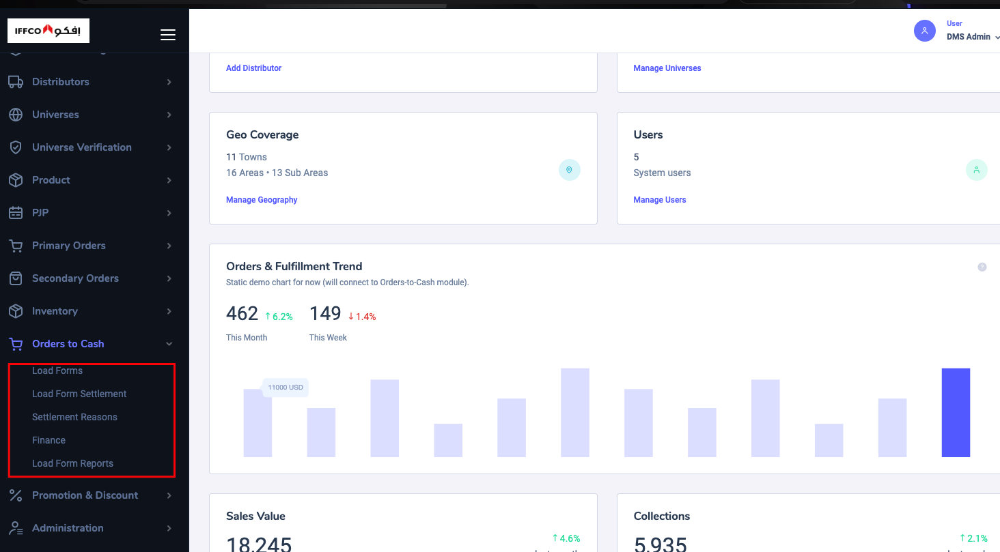 IFFCO إفكو
User
DMS Admin
Distributors
Universes
Universe Verification
Product
PJP
Primary Orders
Secondary Orders
Inventory
Orders to Cash
Load Forms
Load Form Settlement
Settlement Reasons
Finance
Load Form Reports
Promotion & Discount
Administration
Add Distributor
Manage Universes
Geo Coverage
11 Towns
16 Areas • 13 Sub Areas
Manage Geography
Users
5
System users
Manage Users
Orders & Fulfillment Trend
Static demo chart for now (will connect to Orders-to-Cash module).
462 ↑ 6.2%
This Month
149 ↓ 1.4%
This Week
11000 USD
Sales Value
18,245
↑ 4.6%
Collections
5,935
↑ 2.1%